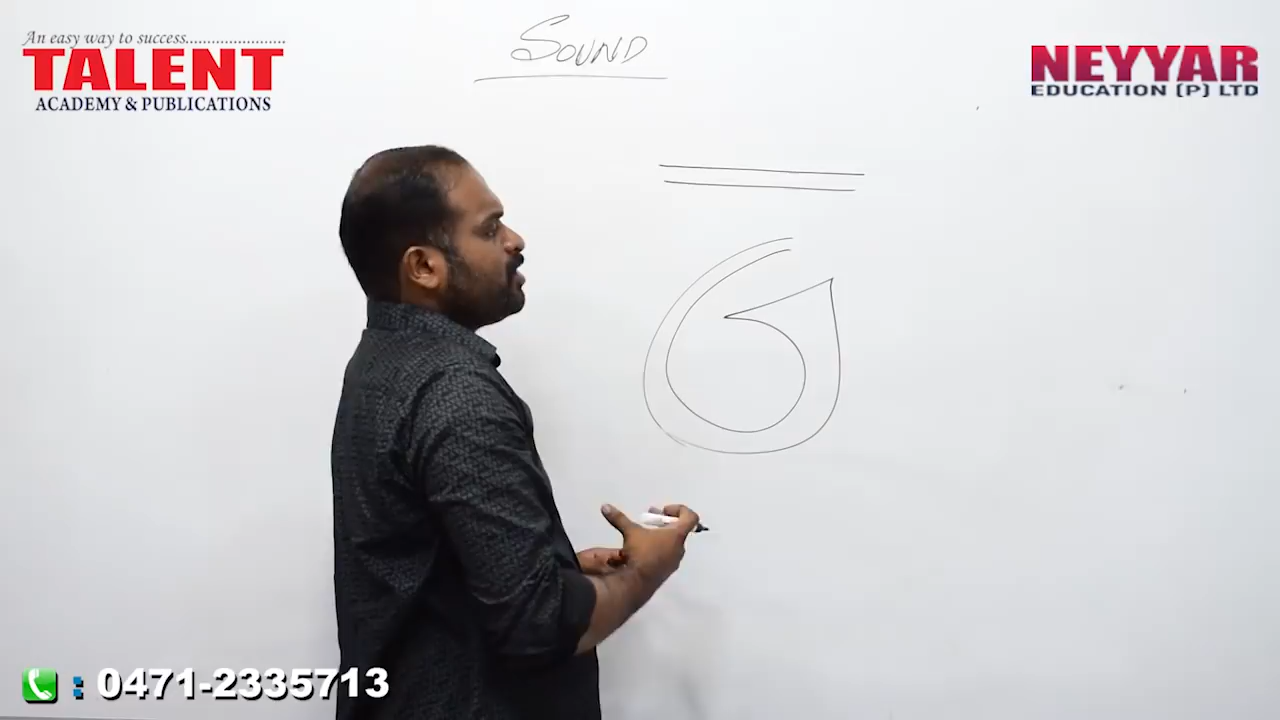 An easy way to success.......................
TALENT
ACADEMY & PUBLICATIONS
SOUND
NEYYAR
EDUCATION (P) LTD
: 0471-2335713